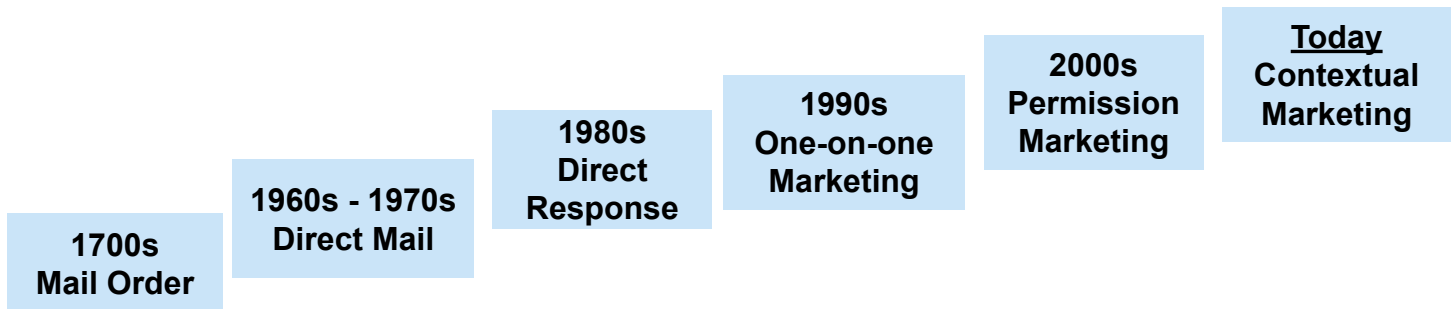 1700s
Mail Order
1960s - 1970s
Direct Mail
1980s
Direct
Response
1990s
One-on-one
Marketing
2000s
Permission
Marketing
Today
Contextual
Marketing